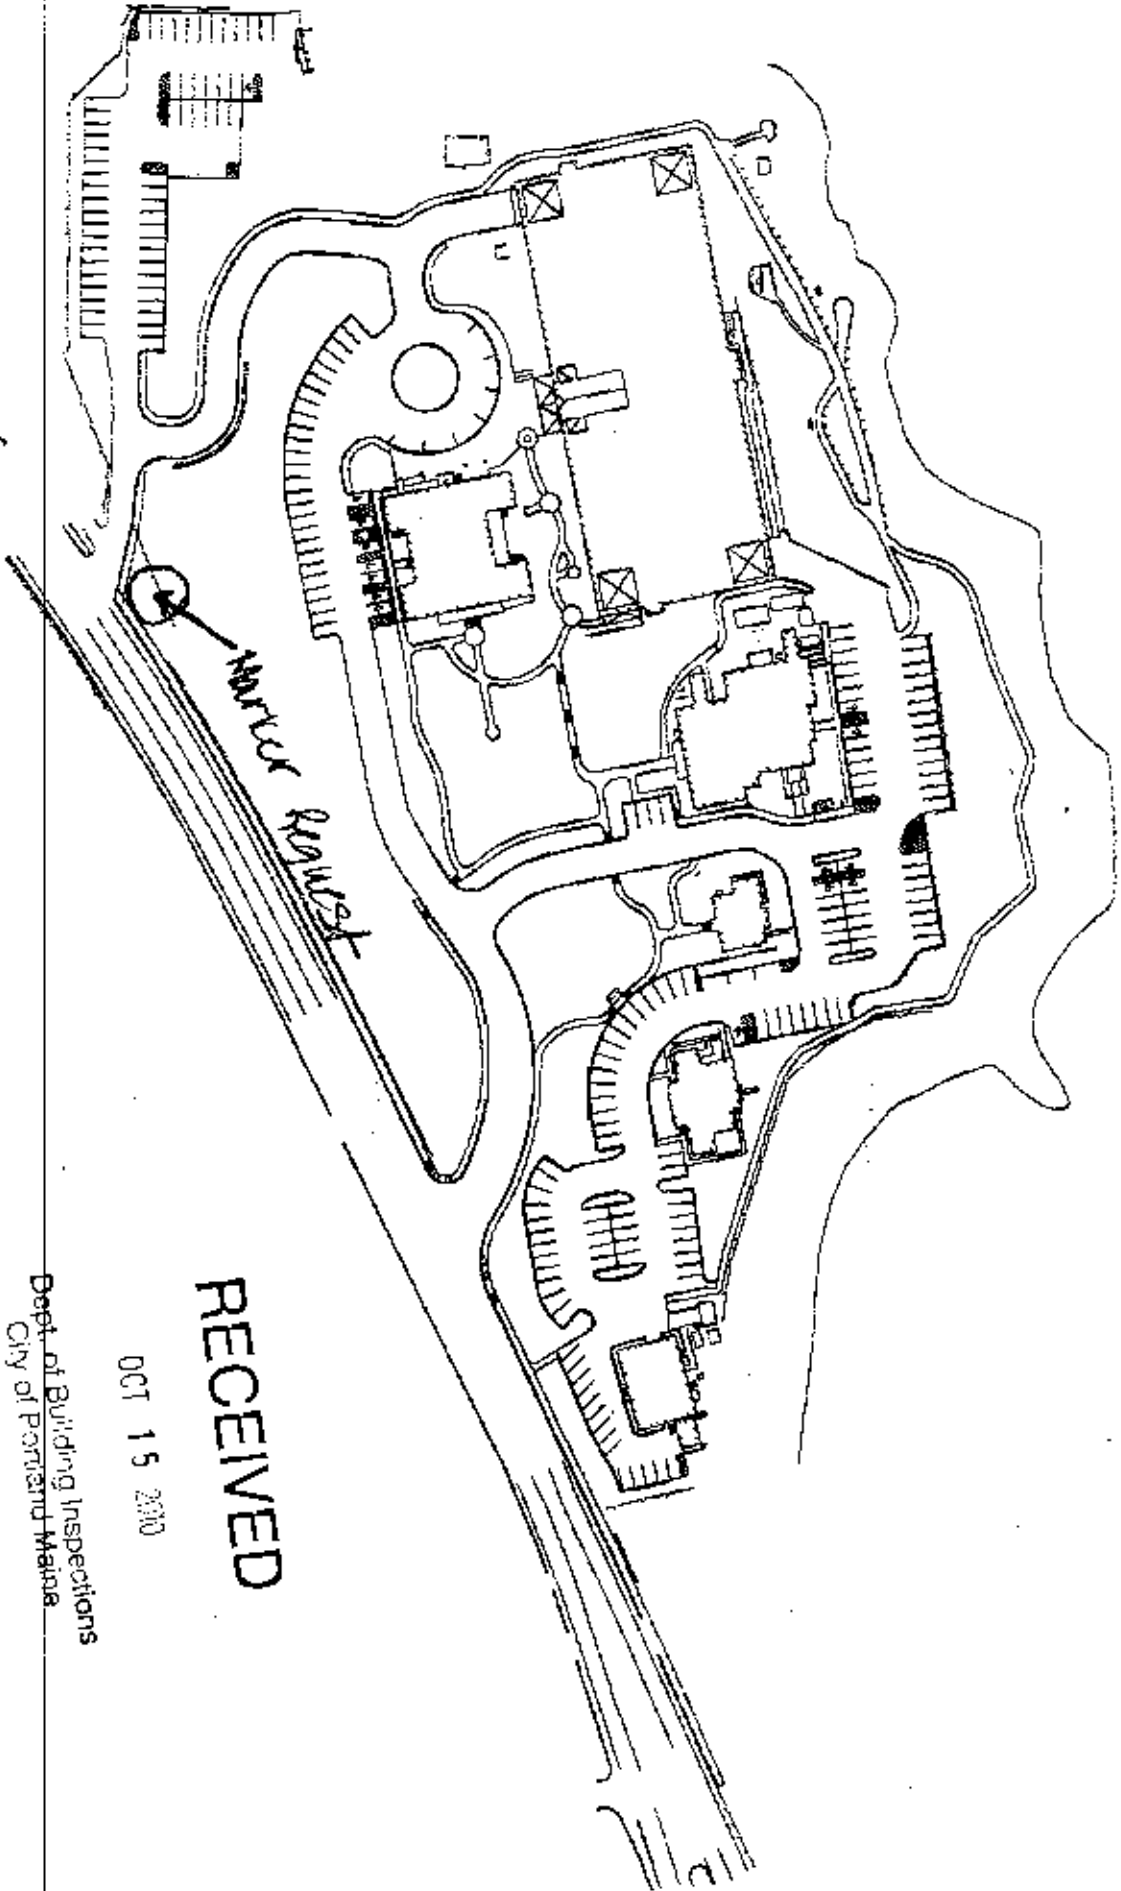 Marker Request
RECEIVED
OCT 15 2010
Dept. of Building Inspections
City of Portland Maine